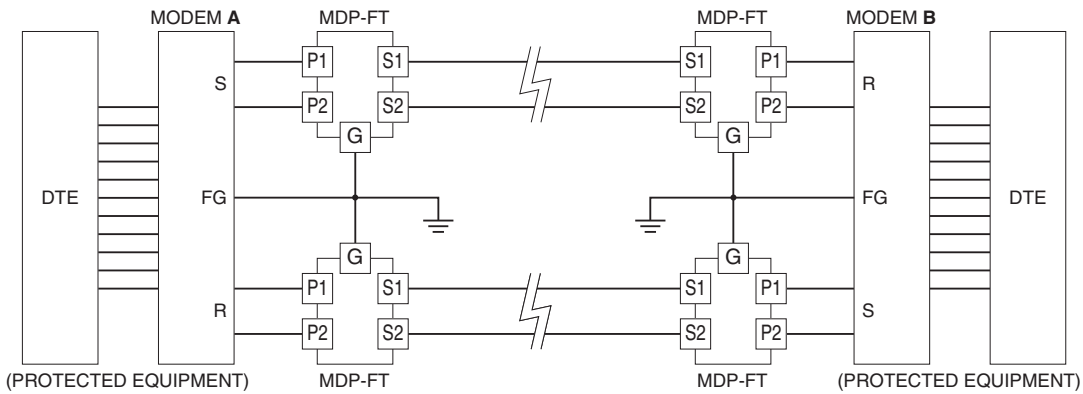 MODEM A MDP-FT MDP-FT MODEM B
P1 S1 S1 P1
S R
P2 S2 S2 P2
G G
DTE FG FG DTE
G G
P1 S1 S1 P1
R S
P2 S2 S2 P2
(PROTECTED EQUIPMENT) MDP-FT MDP-FT (PROTECTED EQUIPMENT)